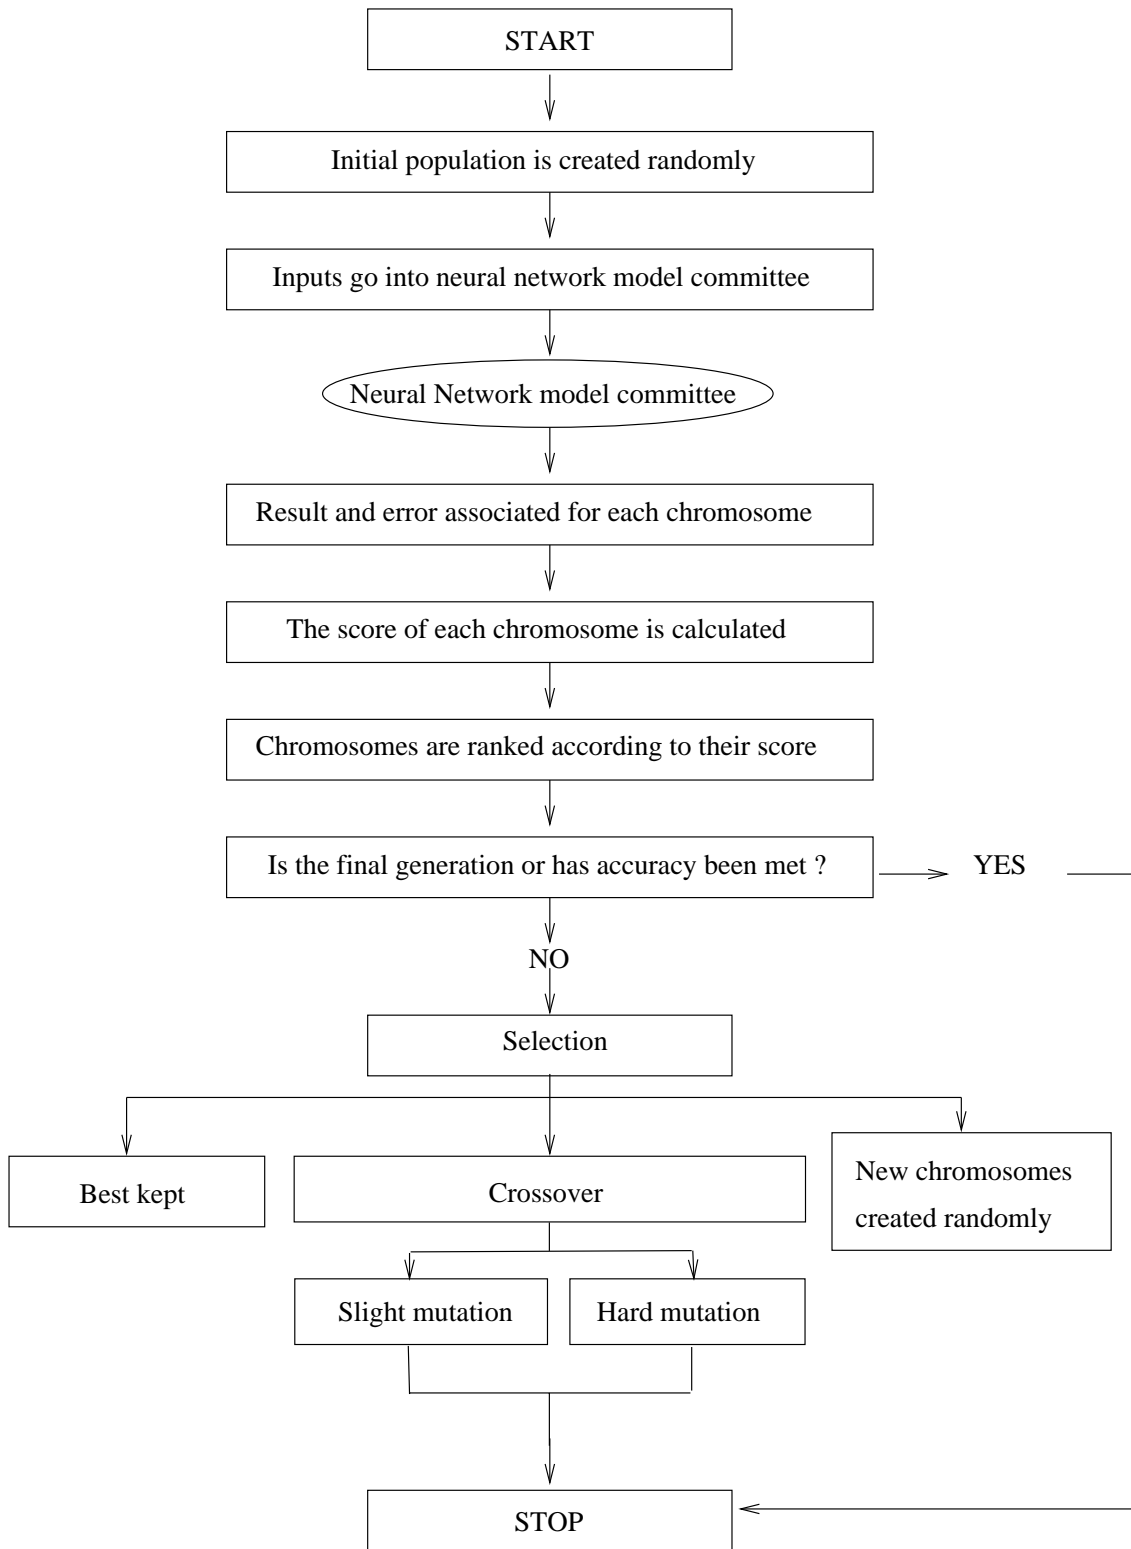 START
Initial population is created randomly
Inputs go into neural network model committee
Neural Network model committee
Result and error associated for each chromosome
The score of each chromosome is calculated
Chromosomes are ranked according to their score
Is the final generation or has accuracy been met ?
YES
NO
Selection
Best kept
Crossover
New chromosomes
created randomly
Slight mutation
Hard mutation
STOP